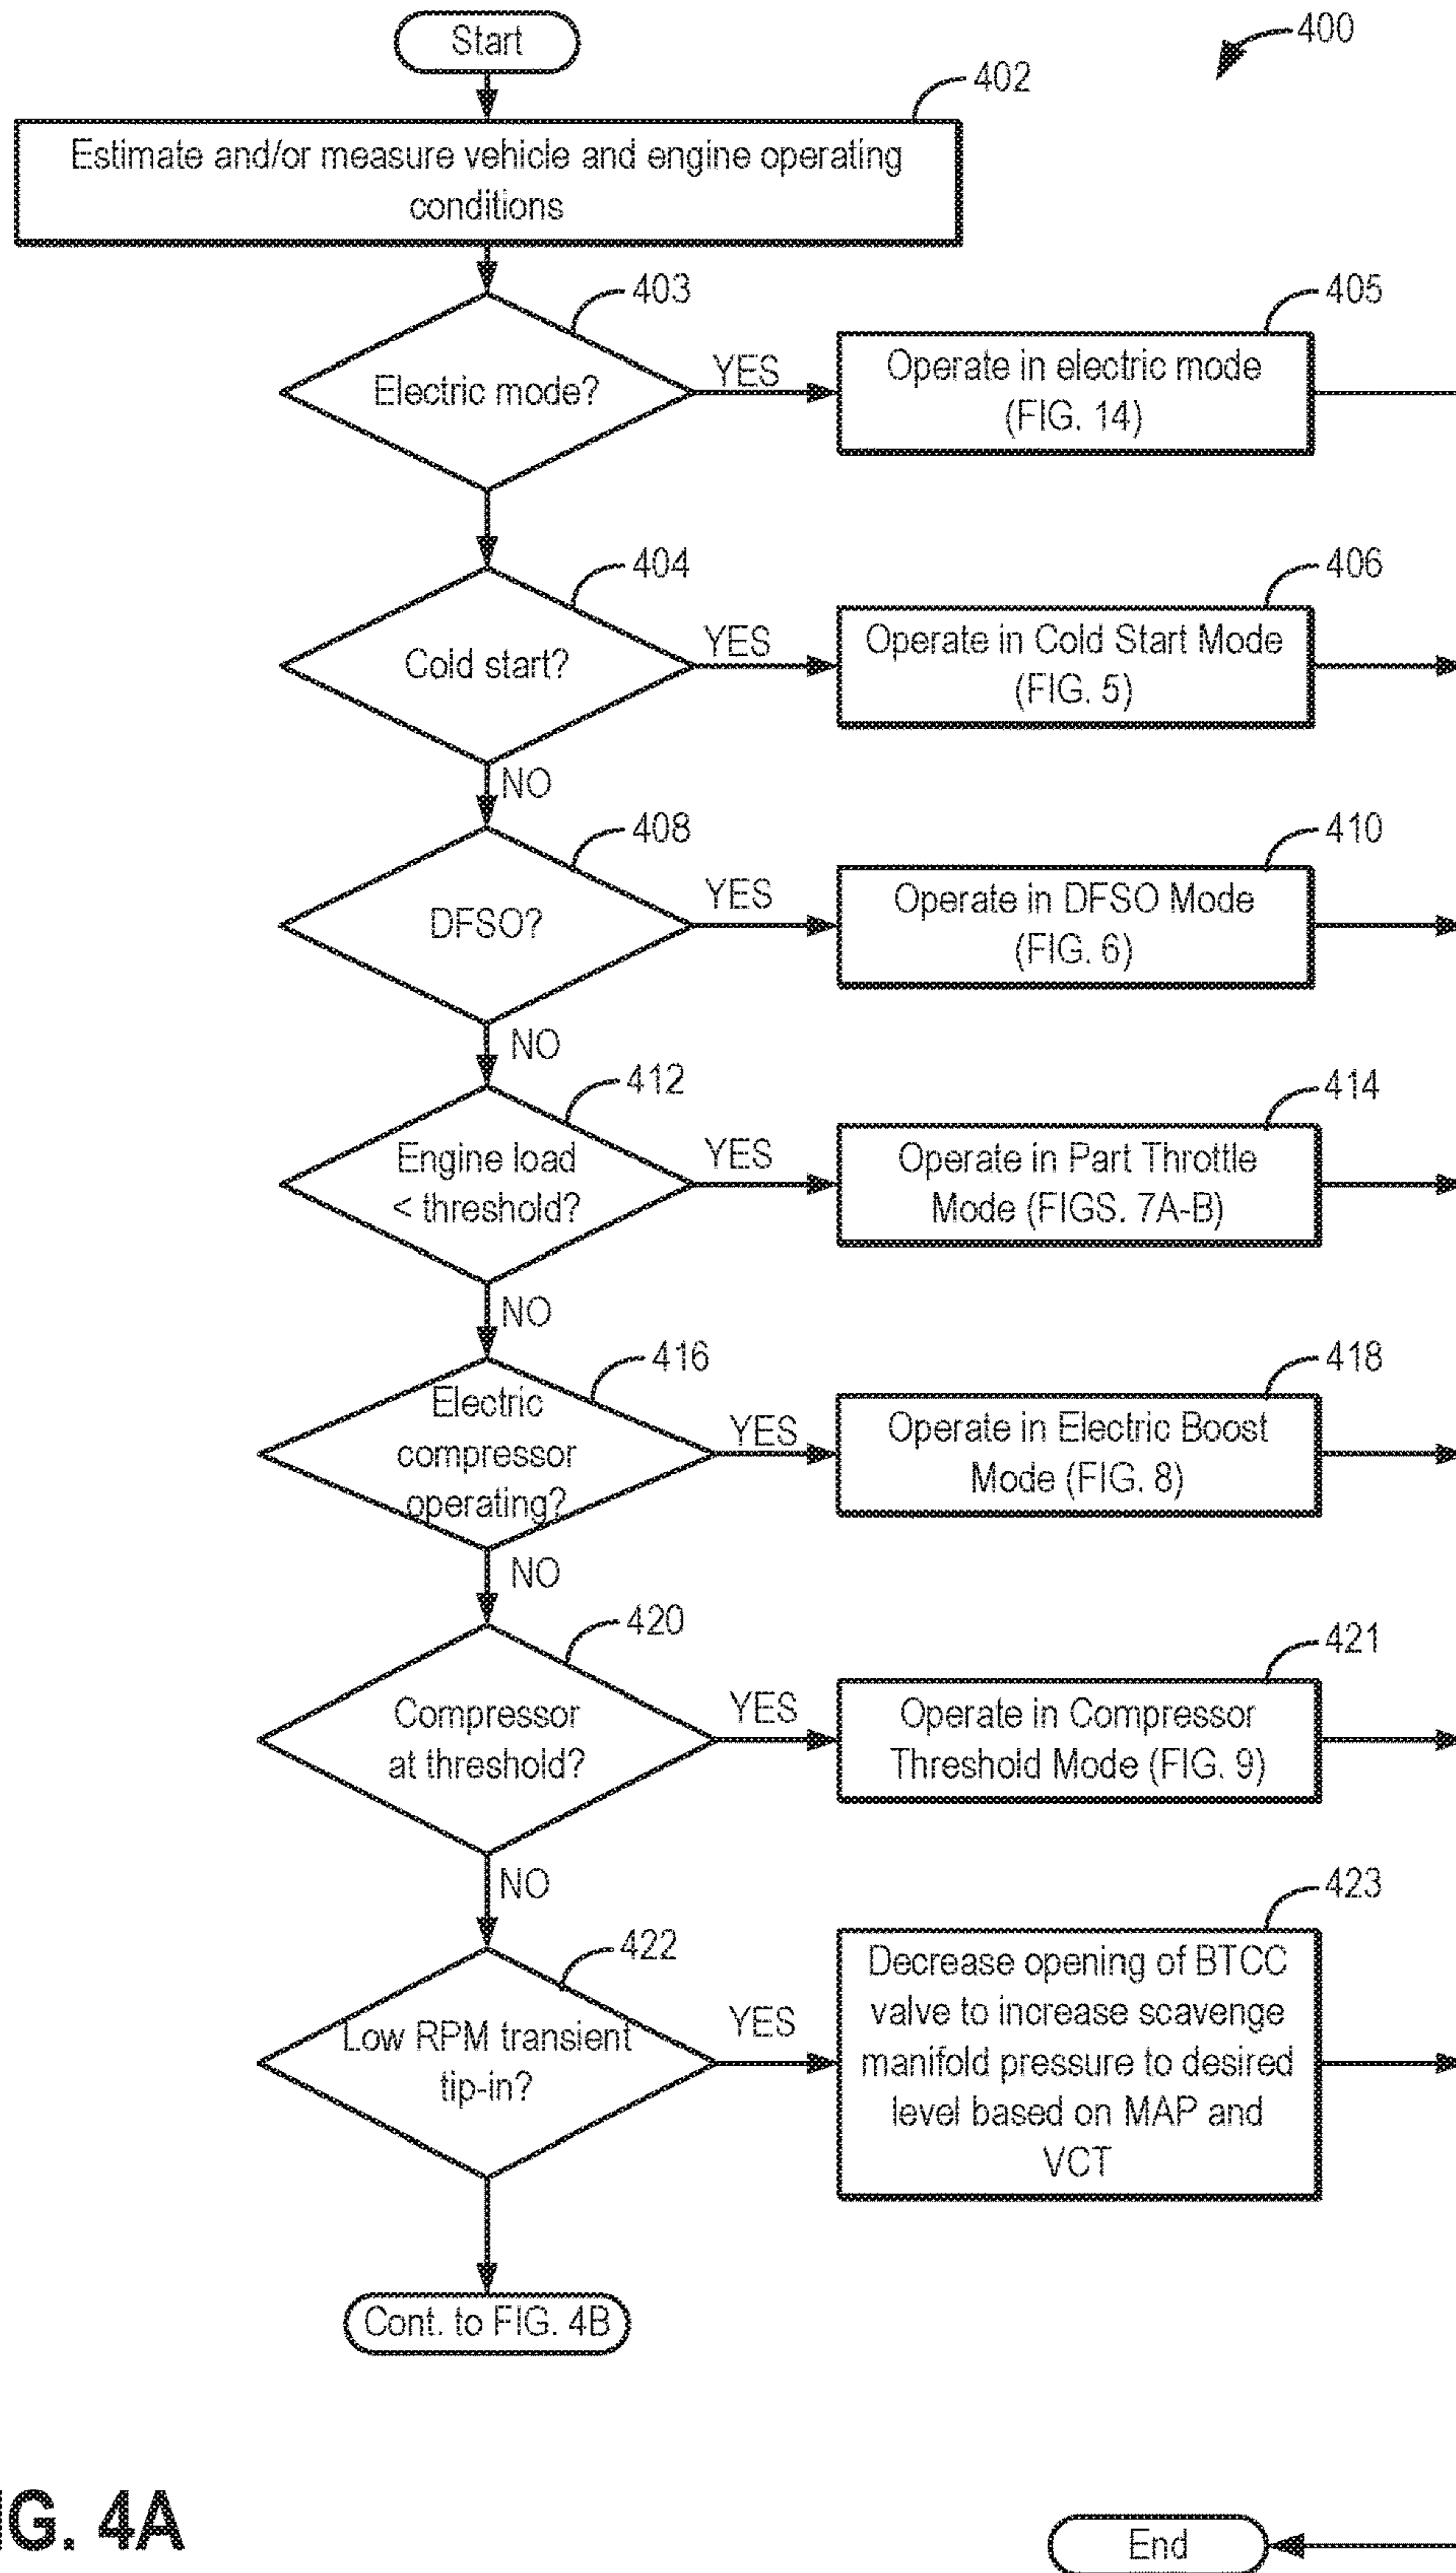 Start
400
402
Estimate and/or measure vehicle and engine operating
conditions
403
Electric mode?
YES
405
Operate in electric mode
(FIG. 14)
404
Cold start?
YES
406
Operate in Cold Start Mode
(FIG. 5)
NO
408
DFSO?
YES
410
Operate in DFSO Mode
(FIG. 6)
NO
412
Engine load
< threshold?
YES
414
Operate in Part Throttle
Mode (FIGS. 7A-B)
NO
416
Electric
compressor
operating?
YES
418
Operate in Electric Boost
Mode (FIG. 8)
NO
420
Compressor
at threshold?
YES
421
Operate in Compressor
Threshold Mode (FIG. 9)
NO
422
Low RPM transient
tip-in?
YES
423
Decrease opening of BTCC
valve to increase scavenge
manifold pressure to desired
level based on MAP and
VCT
Cont. to FIG. 4B
IG. 4A
End